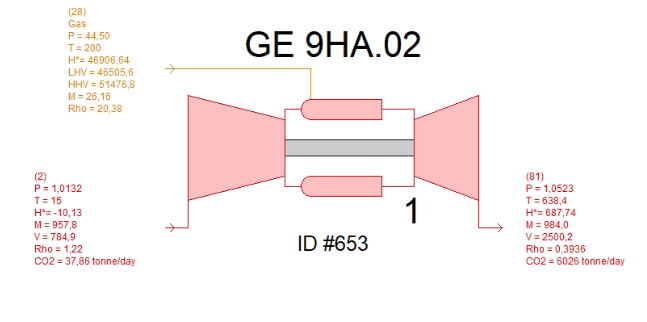 (28)
Gas
P = 44,50
T = 200
H*= 46906,64
LHV = 46505,6
HHV = 51476,8
M = 26,16
Rho = 20,38
GE 9HA.02
(2)
P = 1,0132
T = 15
H*= -10,13
M = 957,8
V = 784,9
Rho = 1,22
CO2 = 37,86 tonne/day
1
ID #653
(81)
P = 1,0523
T = 638,4
H*= 687,74
M = 984,0
V = 2500,2
Rho = 0,3936
CO2 = 6026 tonne/day